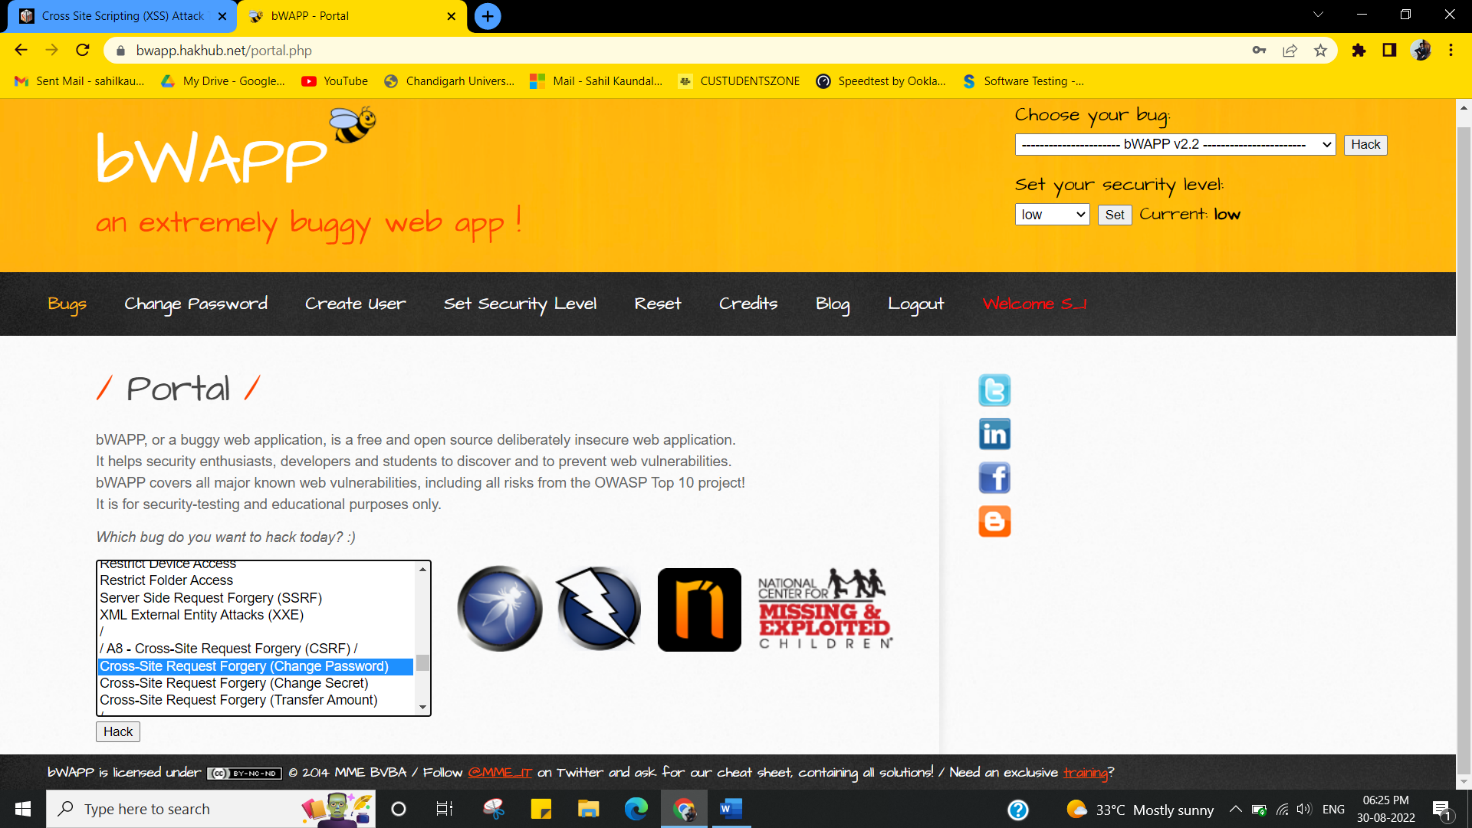 Cross Site Scripting (XSS) Attack
bWAPP - Portal
bwapp.hakhub.net/portal.php
Sent Mail - sahilkau...
My Drive - Google...
YouTube
Chandigarh Univers...
Mail - Sahil Kaundal...
CUSTUDENTSZONE
Speedtest by Ookla...
Software Testing -...
bWAPP
an extremely buggy web app !
Choose your bug:
---------------------- bWAPP v2.2 -----------------------
Hack
Set your security level:
low
Set
Current: low
Bugs
Change Password
Create User
Set Security Level
Reset
Credits
Blog
Logout
Welcome S_1
/ Portal /
bWAPP, or a buggy web application, is a free and open source deliberately insecure web application.
It helps security enthusiasts, developers and students to discover and to prevent web vulnerabilities.
bWAPP covers all major known web vulnerabilities, including all risks from the OWASP Top 10 project!
It is for security-testing and educational purposes only.
Which bug do you want to hack today? :)
Restrict Device Access
Restrict Folder Access
Server Side Request Forgery (SSRF)
XML External Entity Attacks (XXE)
/
/ A8 - Cross-Site Request Forgery (CSRF) /
Cross-Site Request Forgery (Change Password)
Cross-Site Request Forgery (Change Secret)
Cross-Site Request Forgery (Transfer Amount)
Hack
NATIONAL
CENTER FOR
MISSING &
EXPLOITED
CHILDREN
bWAPP is licensed under (cc) BY-NC-ND © 2014 MME BVBA / Follow @MME_IT on Twitter and ask for our cheat sheet, containing all solutions! / Need an exclusive training?
Type here to search
33°C Mostly sunny
ENG
06:25 PM
30-08-2022
1